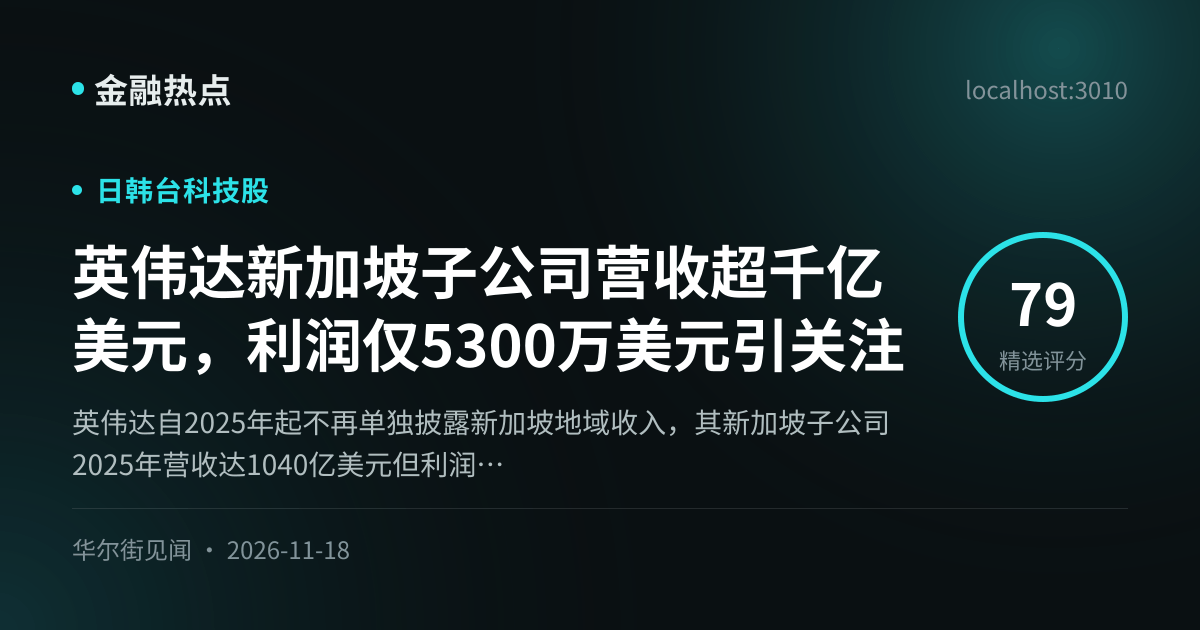 金融热点
localhost:3010
日韩台科技股
英伟达新加坡子公司营收超千亿
美元，利润仅5300万美元引关注
79
精选评分
英伟达自2025年起不再单独披露新加坡地域收入，其新加坡子公司
2025年营收达1040亿美元但利润…
华尔街见闻 · 2026-11-18